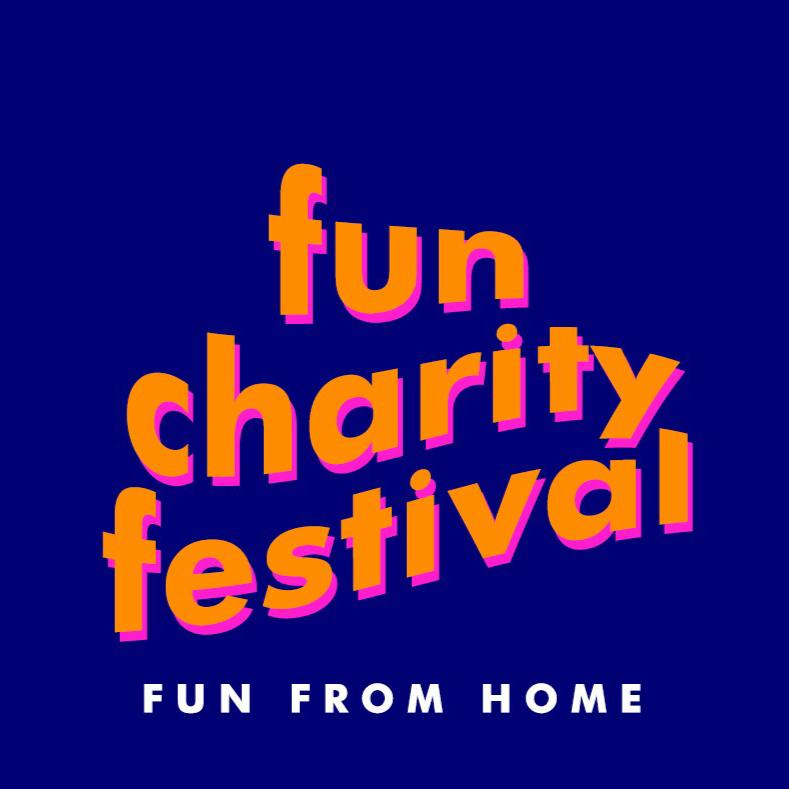 fun
charity
festival
FUN FROM HOME